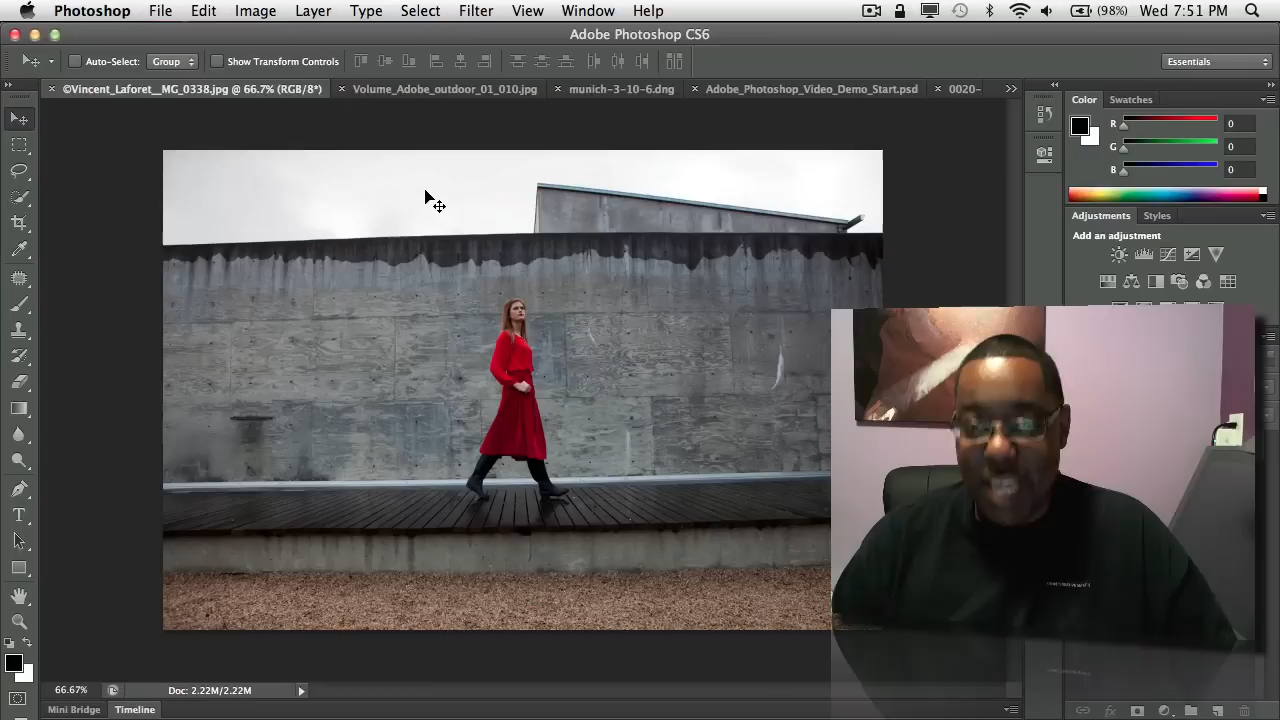 Photoshop File Edit Image Layer Type Select Filter View Window Help (98%) Wed 7:51 PM
Adobe Photoshop CS6
Auto-Select: Group Show Transform Controls Essentials
©Vincent_Laforet__MG_0338.jpg @ 66.7% (RGB/8*) Volume_Adobe_outdoor_01_010.jpg munich-3-10-6.dng Adobe_Photoshop_Video_Demo_Start.psd 0020-
Color Swatches
R 0
G 0
B 0
Adjustments Styles
Add an adjustment
66.67% Doc: 2.22M/2.22M
Mini Bridge Timeline